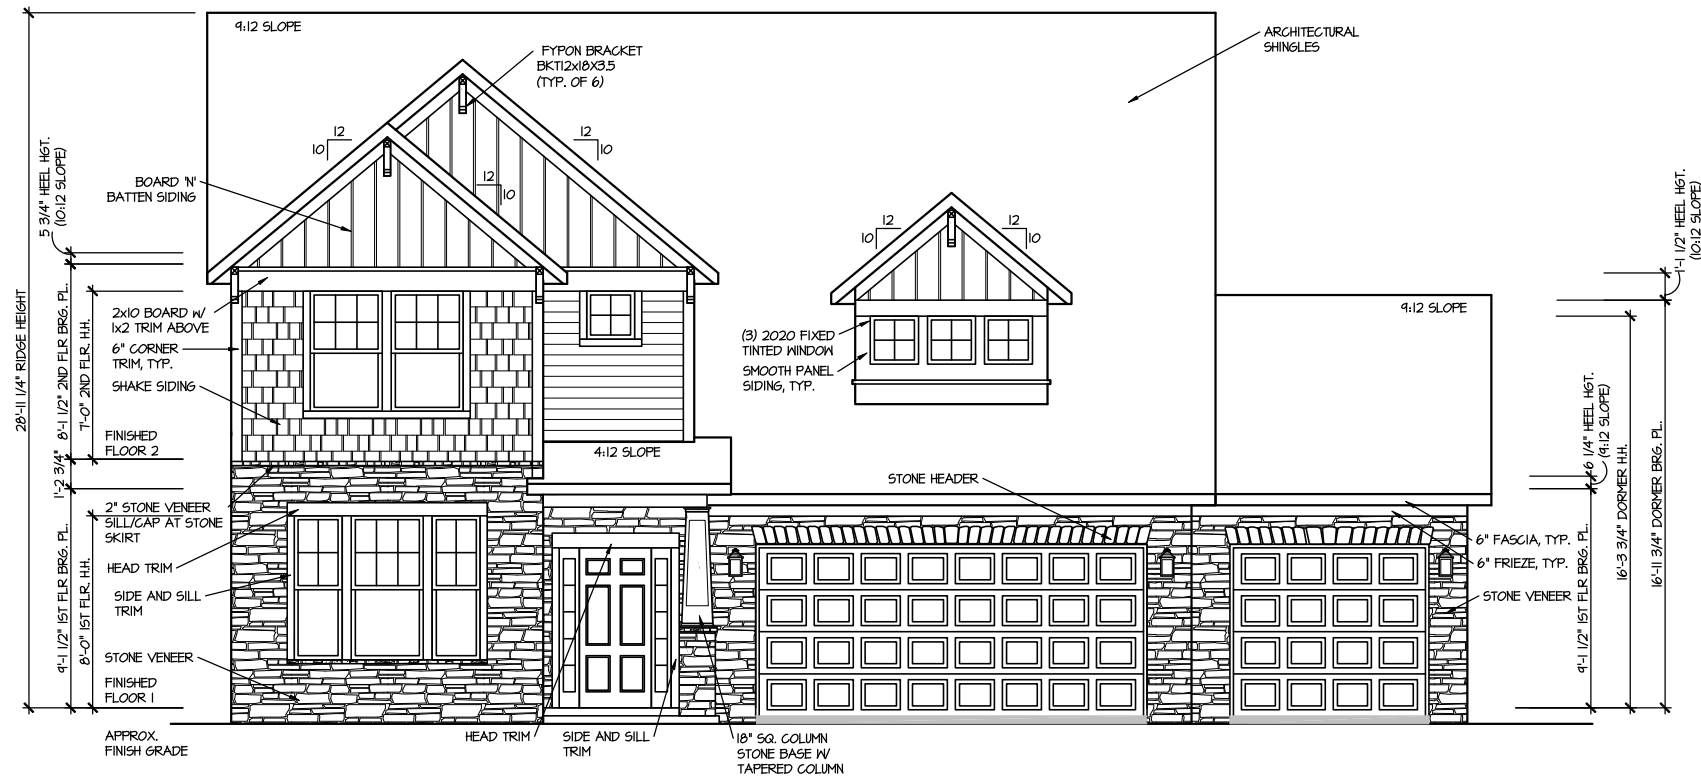 9:12 SLOPE
FYPON BRACKET
BKT12x18X3.5
(TYP. OF 6)
ARCHITECTURAL
SHINGLES
12
10
12
10
12
10
BOARD 'N'
BATTEN SIDING
5 3/4" HEEL HGT.
(10:12 SLOPE)
28'-11 1/4" RIDGE HEIGHT
8'-1 1/2" 2ND FLR BRG. PL.
7'-0" 2ND FLR. H.H.
1'-2 3/4"
9'-1 1/2" 1ST FLR BRG. PL.
8'-0" 1ST FLR. H.H.
2x10 BOARD W/
1x2 TRIM ABOVE
6" CORNER
TRIM, TYP.
SHAKE SIDING
FINISHED
FLOOR 2
2" STONE VENEER
SILL/CAP AT STONE
SKIRT
HEAD TRIM
SIDE AND SILL
TRIM
STONE VENEER
FINISHED
FLOOR 1
APPROX.
FINISH GRADE
12
10
12
10
(3) 2020 FIXED
TINTED WINDOW
SMOOTH PANEL
SIDING, TYP.
4:12 SLOPE
STONE HEADER
9:12 SLOPE
HEAD TRIM
SIDE AND SILL
TRIM
18" SQ. COLUMN
STONE BASE W/
TAPERED COLUMN
6" FASCIA, TYP.
6" FRIEZE, TYP.
STONE VENEER
1'-1 1/2" HEEL HGT.
(10:12 SLOPE)
6 1/4" HEEL HGT.
(9:12 SLOPE)
9'-1 1/2" 1ST FLR BRG. PL.
16'-3 3/4" DORMER H.H.
16'-11 3/4" DORMER BRG. PL.